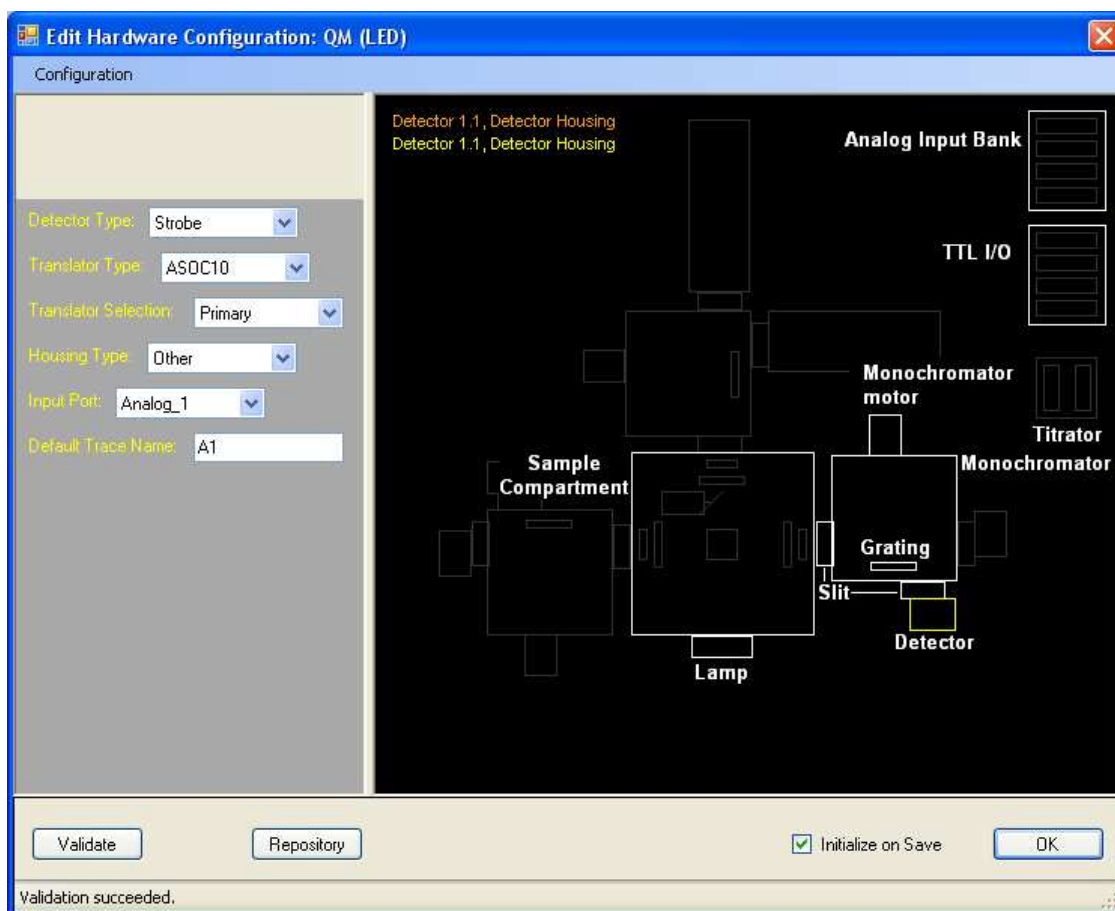 Edit Hardware Configuration: QM (LED)
Configuration
Detector 1.1, Detector Housing
Detector 1.1, Detector Housing
Detector Type: Strobe
Translator Type: ASOC10
Translator Selection: Primary
Housing Type: Other
Input Port: Analog_1
Default Trace Name: A1
Analog Input Bank
TTL I/O
Monochromator
motor
Titrator
Monochromator
Sample
Compartment
Grating
Slit
Detector
Lamp
Validate
Repository
Initialize on Save
OK
Validation succeeded.